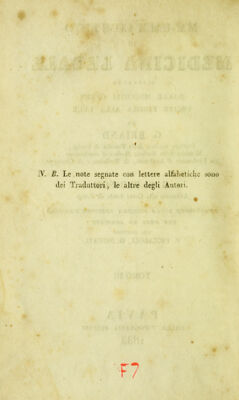 N. B. Le note segnate con lettere alfabetiche sono
dei Traduttori, le altre degli Autori.
F7